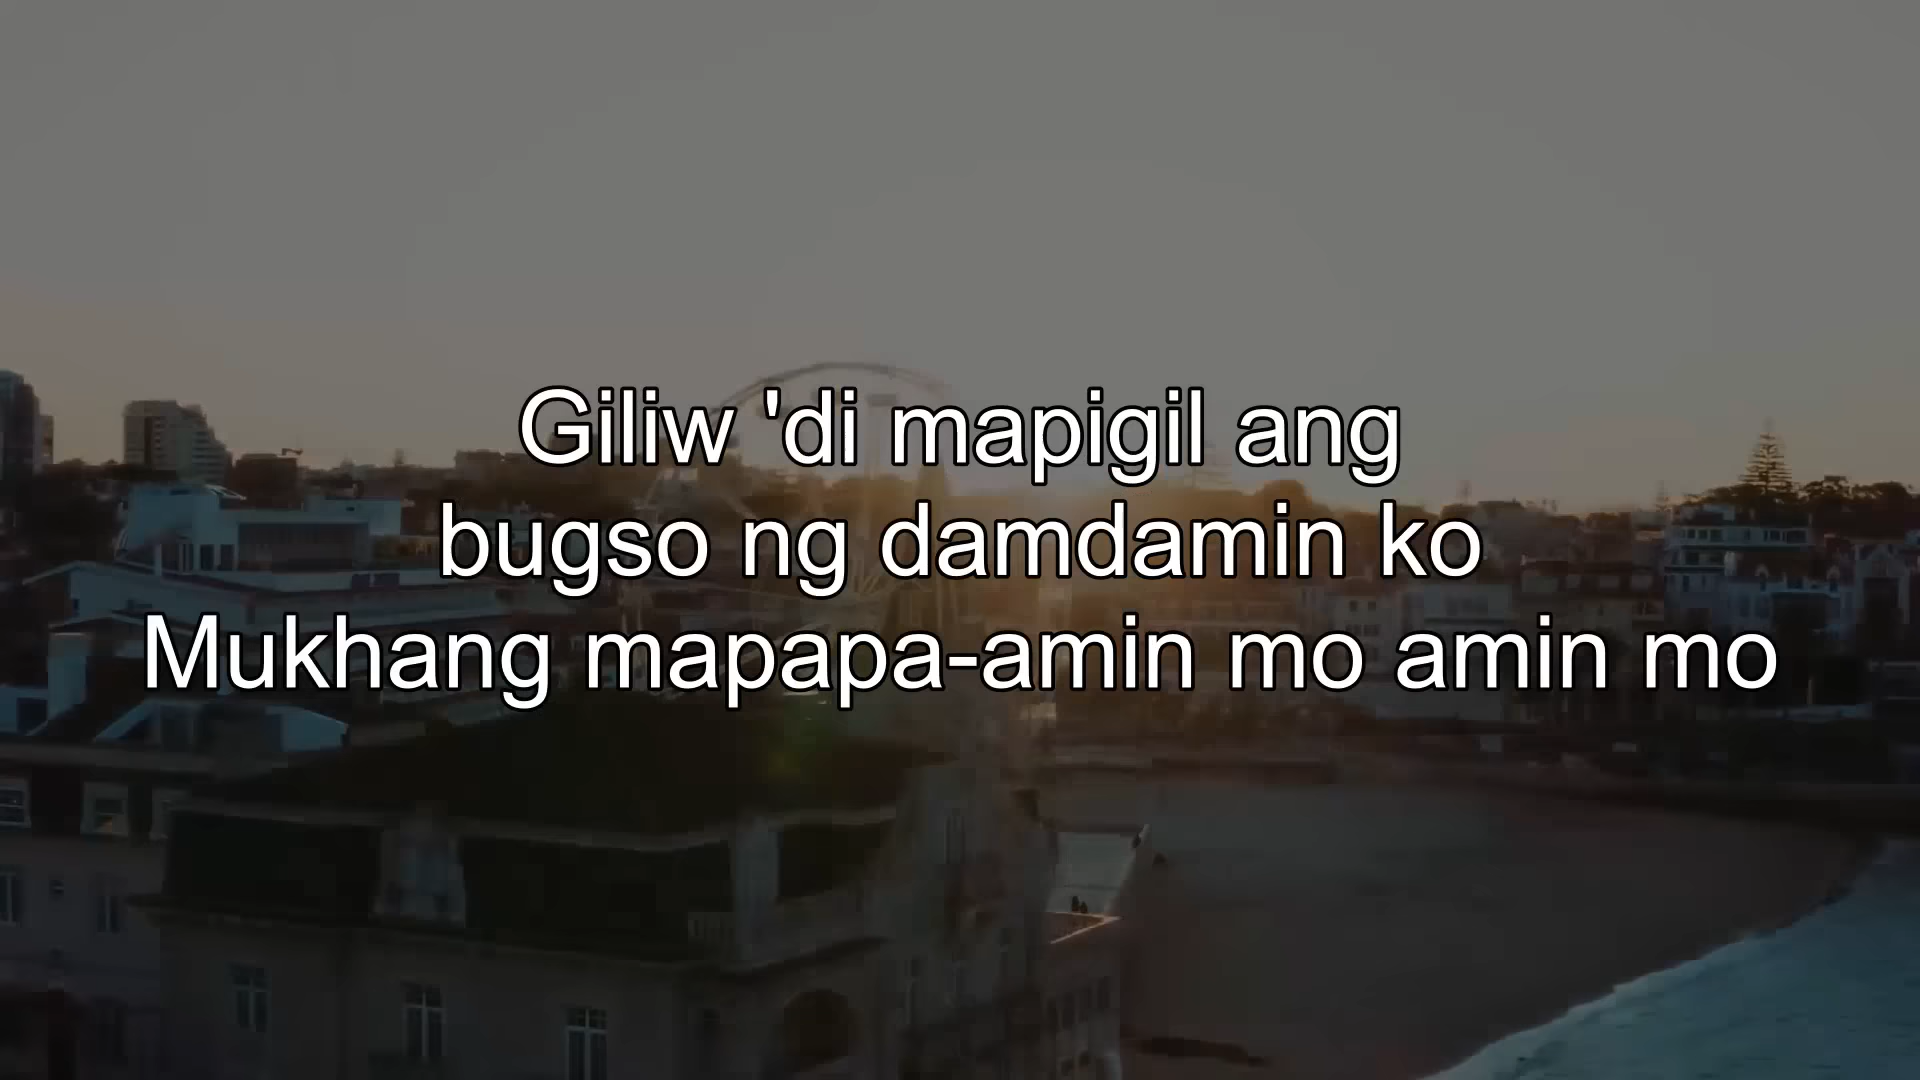 Giliw 'di mapigil ang
bugso ng damdamin ko
Mukhang mapapa-amin mo amin mo